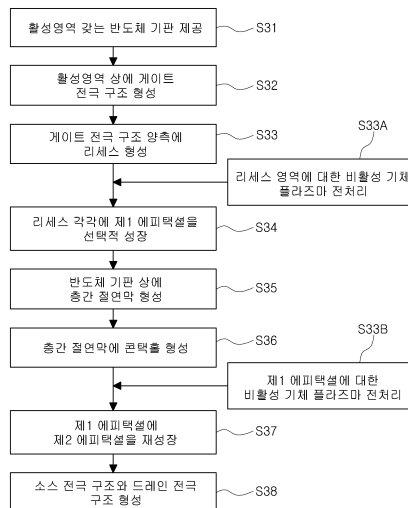 활성영역 갖는 반도체 기판 제공
S31
활성영역 상에 게이트
전극 구조 형성
S32
게이트 전극 구조 양측에
리세스 형성
S33
S33A
리세스 영역에 대한 비활성 기체
플라즈마 전처리
리세스 각각에 제1 에피택셜을
선택적 성장
S34
반도체 기판 상에
층간 절연막 형성
S35
층간 절연막에 콘택홀 형성
S36
S33B
제1 에피택셜에 대한
비활성 기체 플라즈마 전처리
제1 에피택셜에
제2 에피택셜을 재성장
S37
소스 전극 구조와 드레인 전극
구조 형성
S38